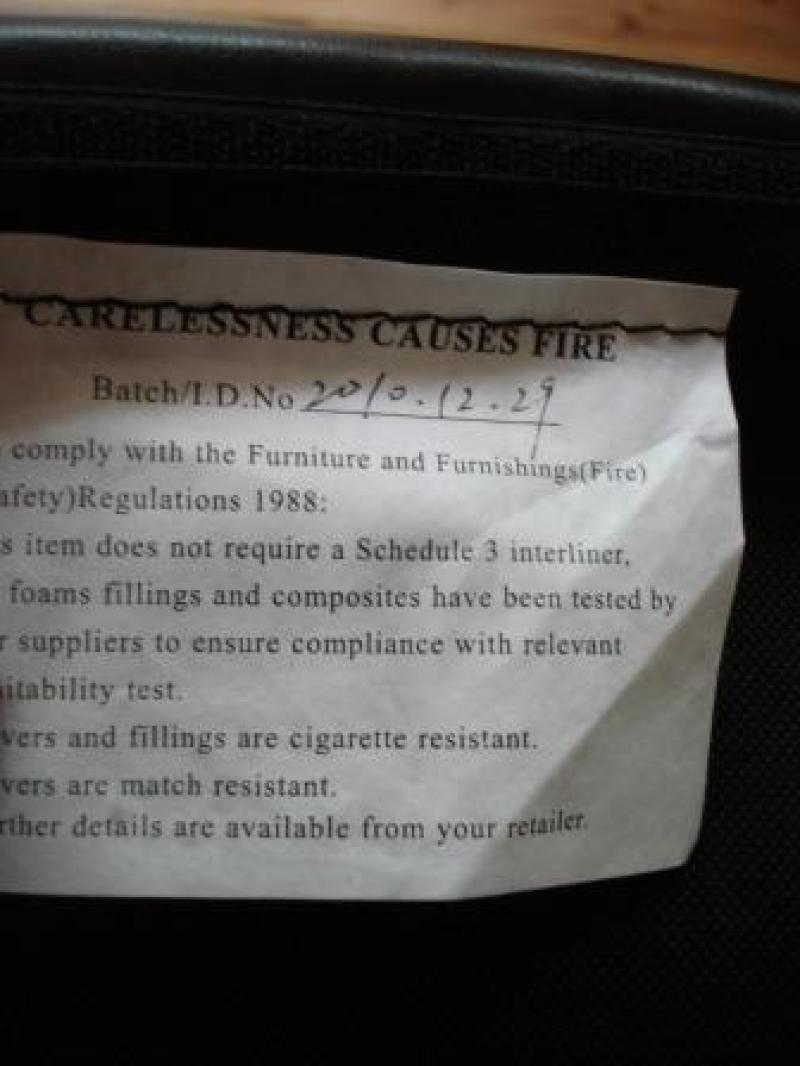 CARELESSNESS CAUSES FIRE
Batch/I.D.No 2010.12.29
comply with the Furniture and Furnishings(Fire)
afety)Regulations 1988:
s item does not require a Schedule 3 interliner,
foams fillings and composites have been tested by
r suppliers to ensure compliance with relevant
itability test.
vers and fillings are cigarette resistant.
vers are match resistant.
rther details are available from your retailer.